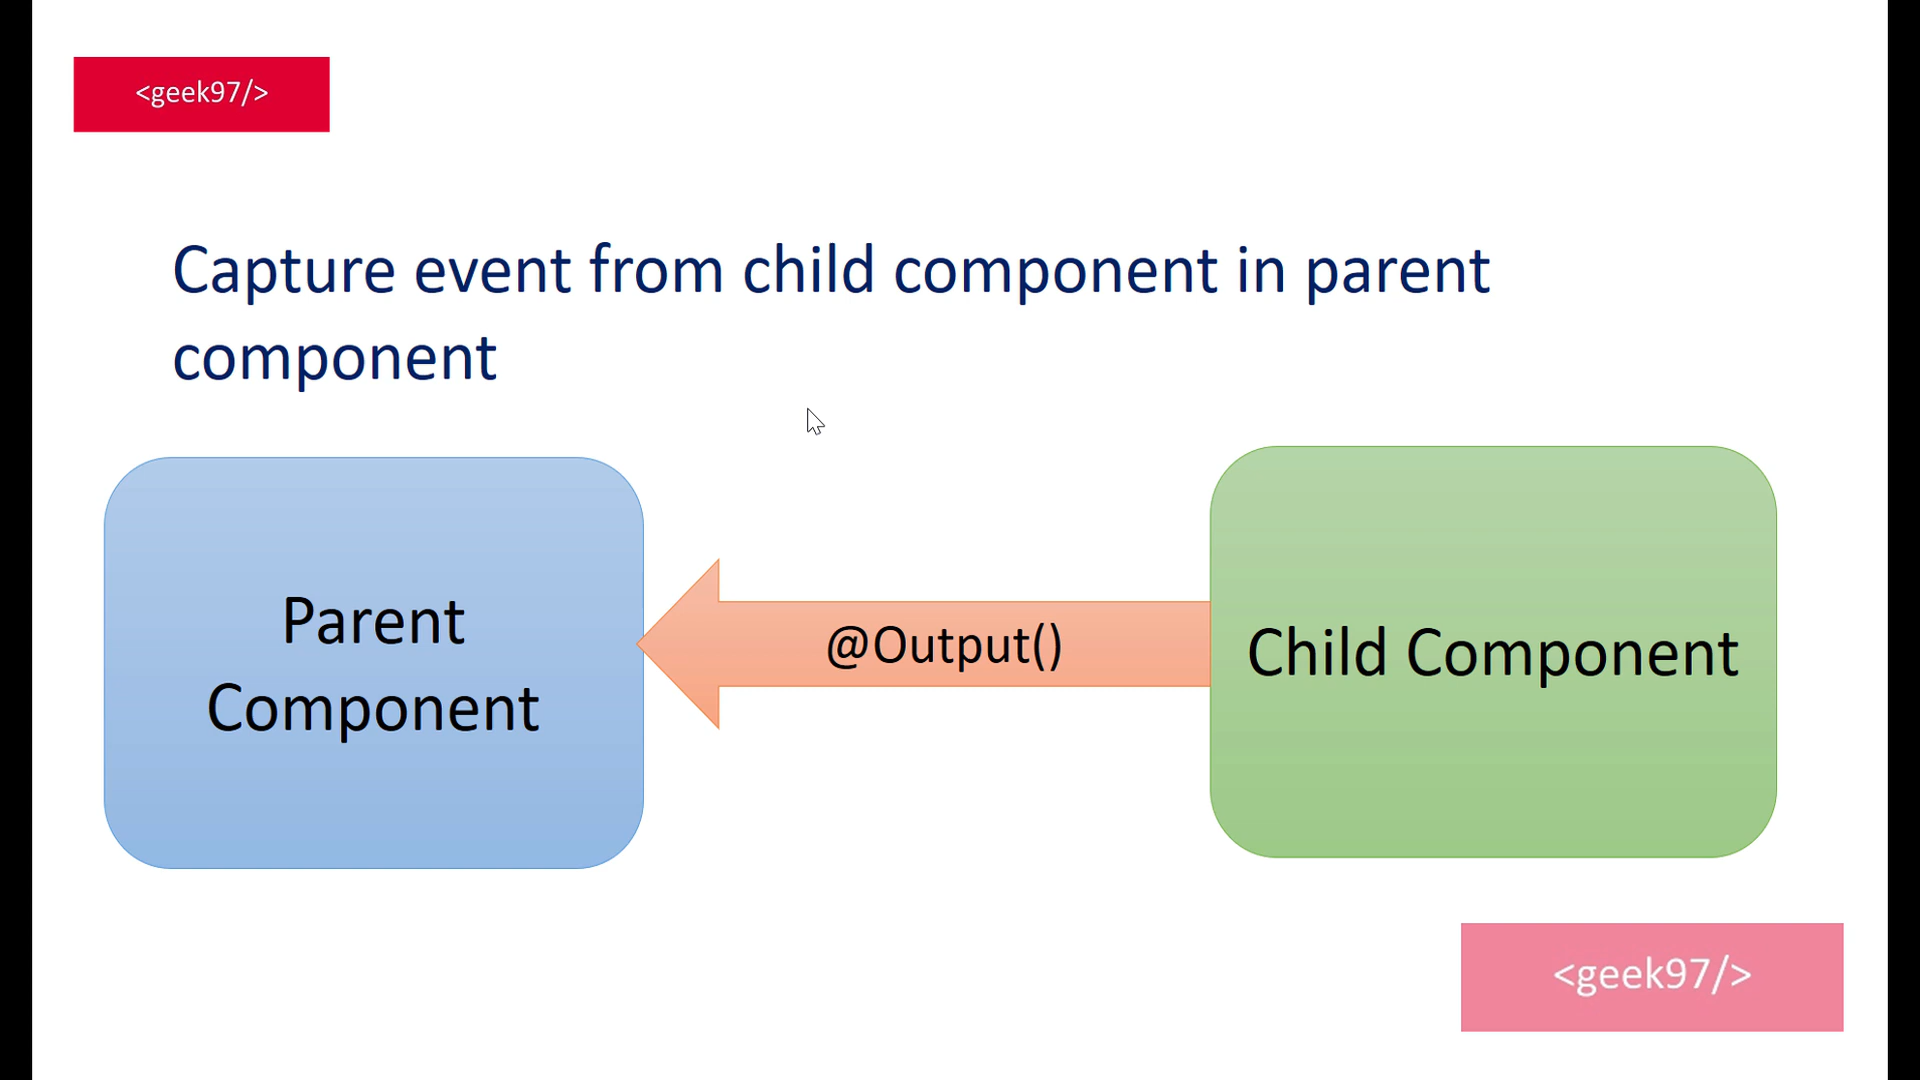 <geek97/>
Capture event from child component in parent
component
Parent
Component
@Output()
Child Component
<geek97/>